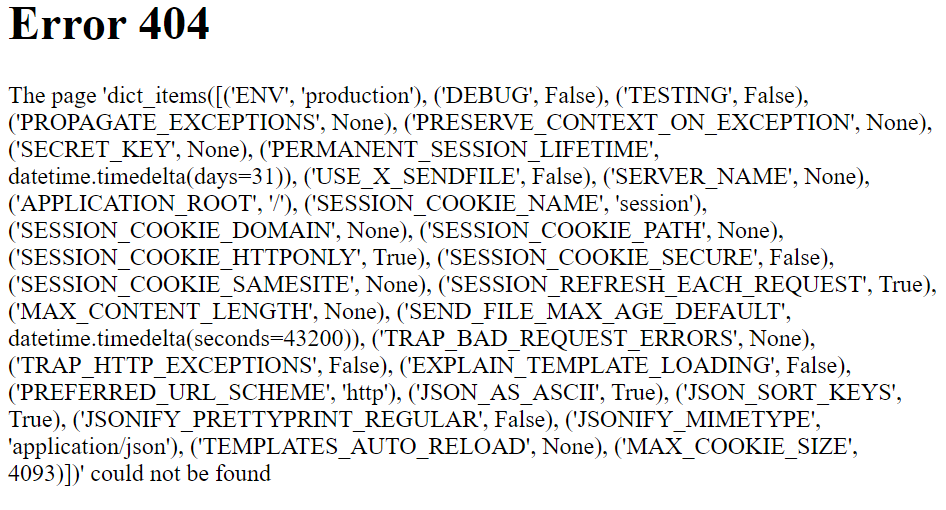 Error 404
The page 'dict_items([('ENV', 'production'), ('DEBUG', False), ('TESTING', False),
('PROPAGATE_EXCEPTIONS', None), ('PRESERVE_CONTEXT_ON_EXCEPTION', None),
('SECRET_KEY', None), ('PERMANENT_SESSION_LIFETIME',
datetime.timedelta(days=31)), ('USE_X_SENDFILE', False), ('SERVER_NAME', None),
('APPLICATION_ROOT', '/'), ('SESSION_COOKIE_NAME', 'session'),
('SESSION_COOKIE_DOMAIN', None), ('SESSION_COOKIE_PATH', None),
('SESSION_COOKIE_HTTPONLY', True), ('SESSION_COOKIE_SECURE', False),
('SESSION_COOKIE_SAMESITE', None), ('SESSION_REFRESH_EACH_REQUEST', True),
('MAX_CONTENT_LENGTH', None), ('SEND_FILE_MAX_AGE_DEFAULT',
datetime.timedelta(seconds=43200)), ('TRAP_BAD_REQUEST_ERRORS', None),
('TRAP_HTTP_EXCEPTIONS', False), ('EXPLAIN_TEMPLATE_LOADING', False),
('PREFERRED_URL_SCHEME', 'http'), ('JSON_AS_ASCII', True), ('JSON_SORT_KEYS',
True), ('JSONIFY_PRETTYPRINT_REGULAR', False), ('JSONIFY_MIMETYPE',
'application/json'), ('TEMPLATES_AUTO_RELOAD', None), ('MAX_COOKIE_SIZE',
4093)])' could not be found